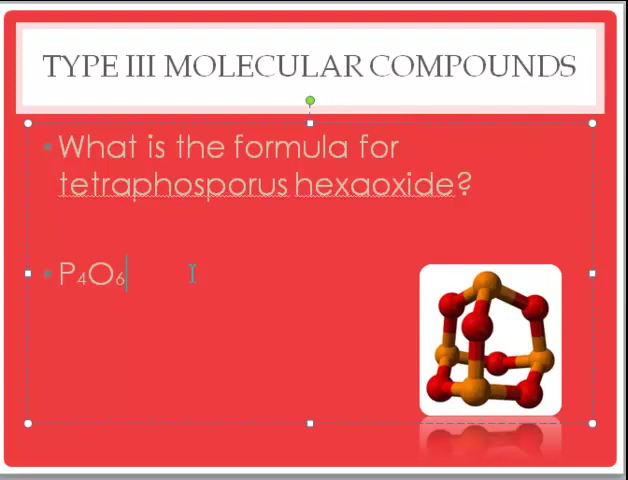 TYPE III MOLECULAR COMPOUNDS
• What is the formula for
tetraphosporus hexaoxide?
• P₄O₆